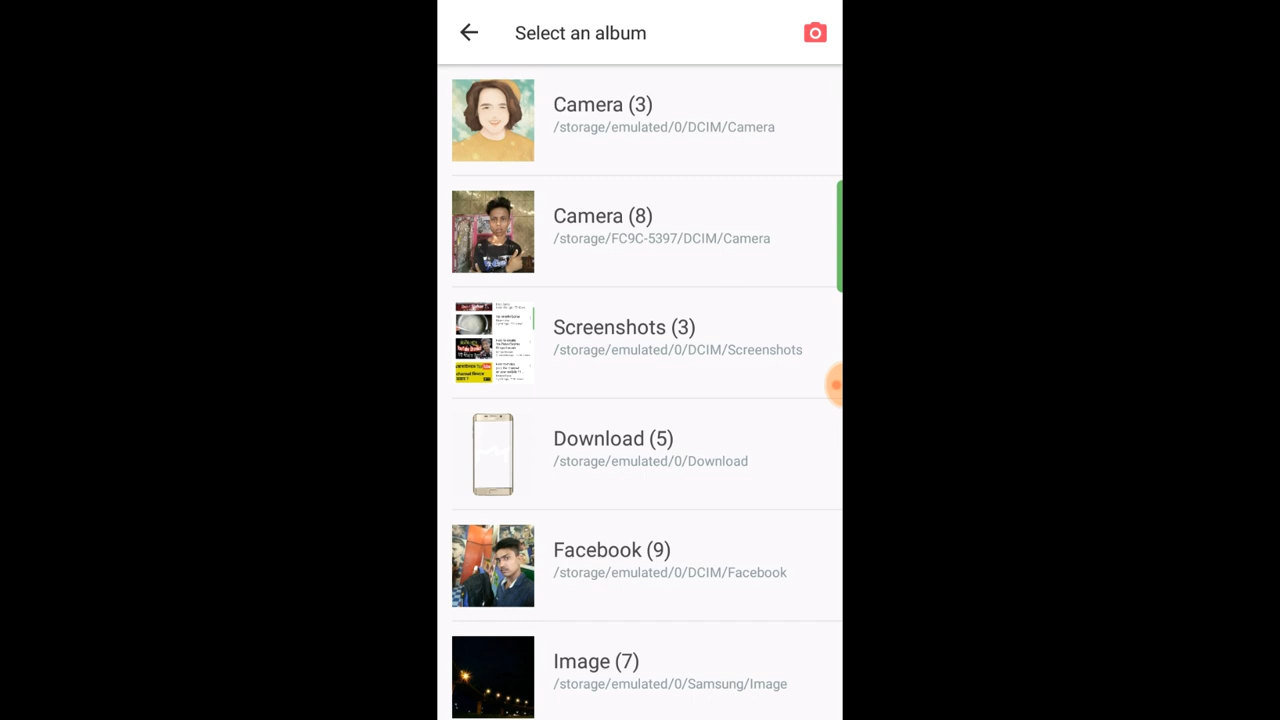 Select an album
Camera (3)
/storage/emulated/0/DCIM/Camera
Camera (8)
/storage/FC9C-5397/DCIM/Camera
Screenshots (3)
/storage/emulated/0/DCIM/Screenshots
Download (5)
/storage/emulated/0/Download
Facebook (9)
/storage/emulated/0/DCIM/Facebook
Image (7)
/storage/emulated/0/Samsung/Image